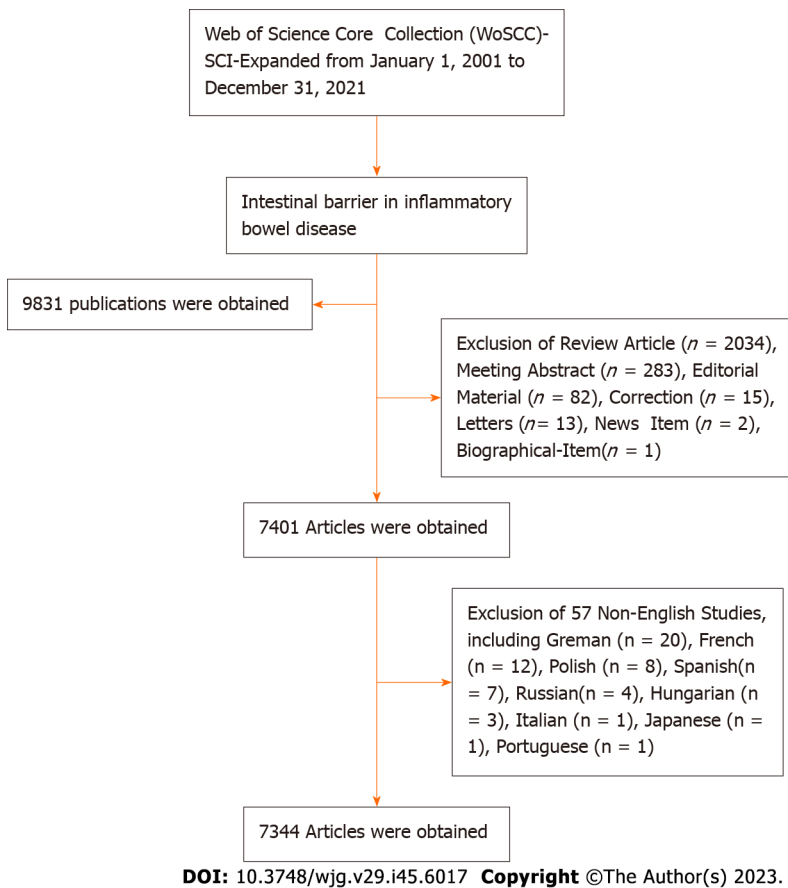 Web of Science Core Collection (WoSCC)-
SCI-Expanded from January 1, 2001 to
December 31, 2021
Intestinal barrier in inflammatory
bowel disease
9831 publications were obtained
Exclusion of Review Article (n = 2034),
Meeting Abstract (n = 283), Editorial
Material (n = 82), Correction (n = 15),
Letters (n= 13), News Item (n = 2),
Biographical-Item(n = 1)
7401 Articles were obtained
Exclusion of 57 Non-English Studies,
including Greman (n = 20), French
(n = 12), Polish (n = 8), Spanish(n
= 7), Russian(n = 4), Hungarian (n
= 3), Italian (n = 1), Japanese (n =
1), Portuguese (n = 1)
7344 Articles were obtained
DOI: 10.3748/wjg.v29.i45.6017 Copyright ©The Author(s) 2023.